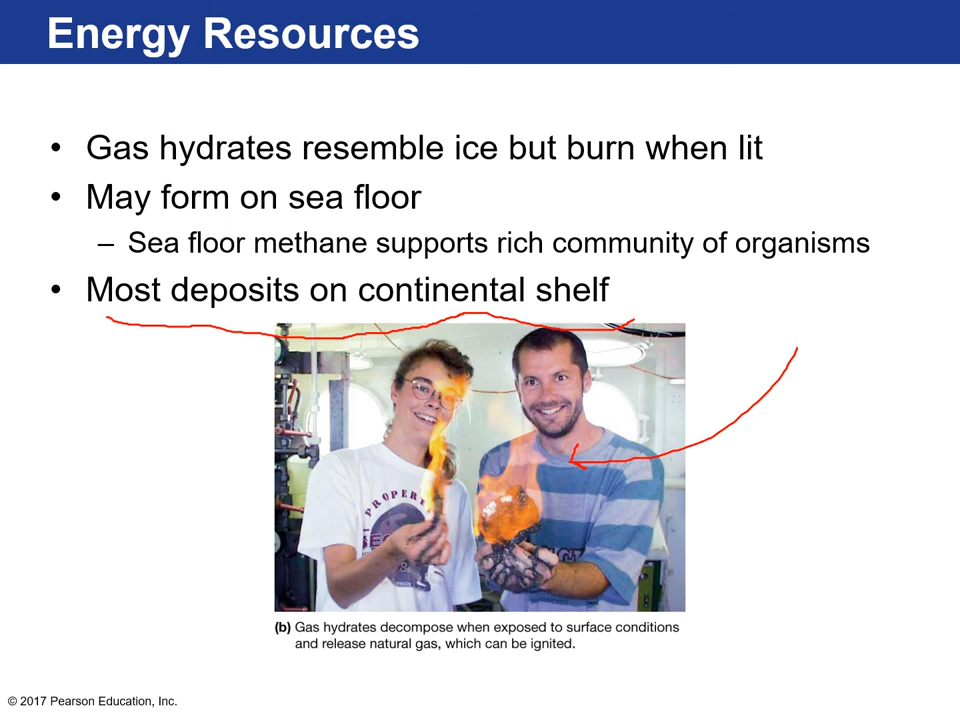 Energy Resources
• Gas hydrates resemble ice but burn when lit
• May form on sea floor
– Sea floor methane supports rich community of organisms
• Most deposits on continental shelf
PROPERT
(b) Gas hydrates decompose when exposed to surface conditions
and release natural gas, which can be ignited.
© 2017 Pearson Education, Inc.